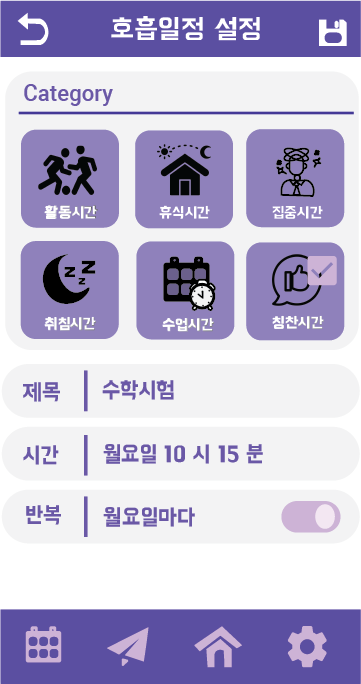 호흡일정 설정
Category
활동시간 휴식시간 집중시간
zzz
취침시간 수업시간 칭찬시간
제목 수학시험
시간 월요일 10 시 15 분
반복 월요일마다